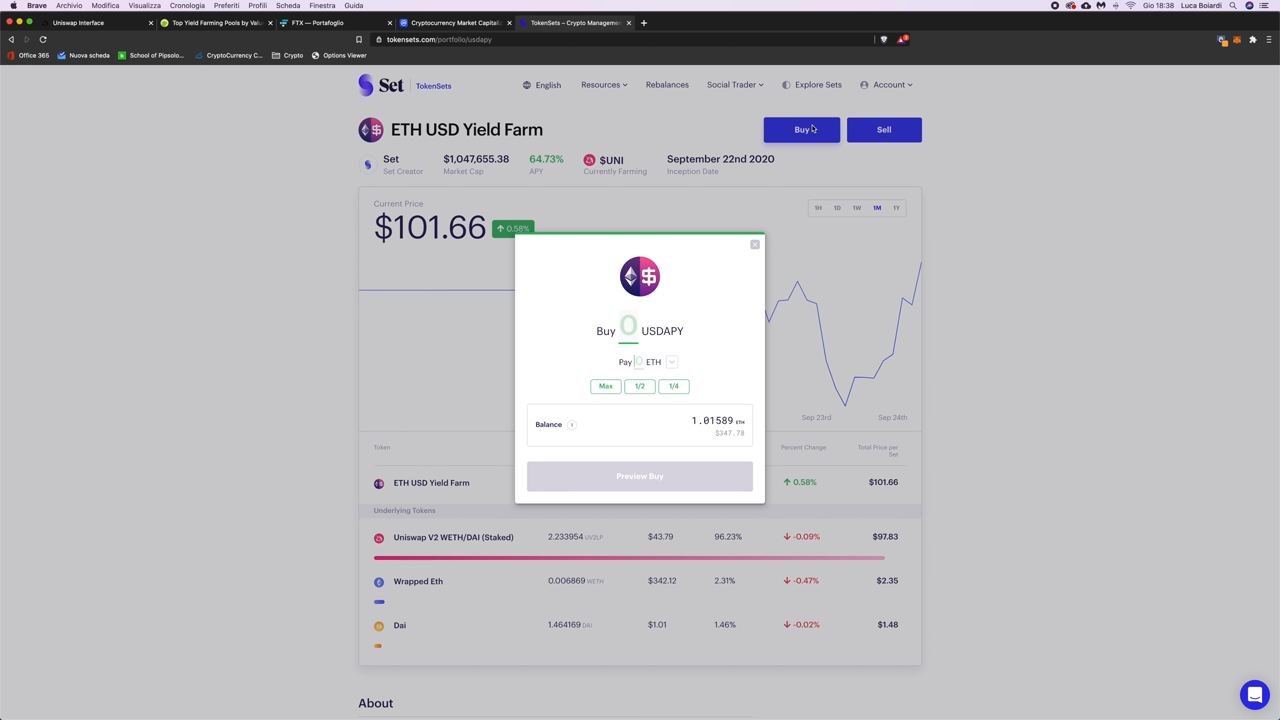 Brave Archivio Modifica Visualizza Cronologia Preferiti Profili Scheda Finestra Guida Gio 18:38 Luca Boiardi
Uniswap Interface × Top Yield Farming Pools by Valu × FTX — Portafoglio × Cryptocurrency Market Capitaliz × TokenSets – Crypto Managemen × +
tokensets.com/portfolio/usdapy
Office 365 Nuova scheda School of Pipsolo... CryptoCurrency C... Crypto Options Viewer
Set TokenSets English Resources Rebalances Social Trader Explore Sets Account
ETH USD Yield Farm Buy Sell
Set $1,047,655.38 64.73% $UNI September 22nd 2020
Set Creator Market Cap APY Currently Farming Inception Date
Current Price 1H 1D 1W 1M 1Y
$101.66 0.58%
Buy 0 USDAPY
Pay 0 ETH
Max 1/2 1/4
Balance i 1.01589 ETH
$347.78
Preview Buy
Sep 23rd Sep 24th
Token Percent Change Total Price per Set
ETH USD Yield Farm 0.58% $101.66
Underlying Tokens
Uniswap V2 WETH/DAI (Staked) 2.233954 UV2LP $43.79 96.23% -0.09% $97.83
Wrapped Eth 0.006869 WETH $342.12 2.31% -0.47% $2.35
Dai 1.464169 DAI $1.01 1.46% -0.02% $1.48
About